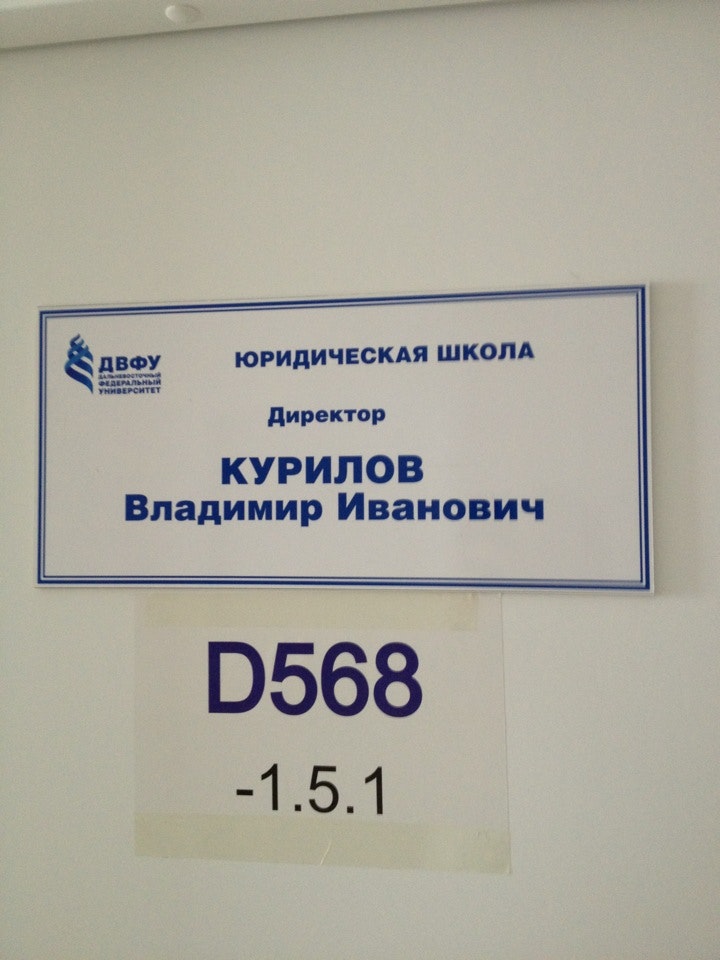 ДВФУ
ДАЛЬНЕВОСТОЧНЫЙ
ФЕДЕРАЛЬНЫЙ
УНИВЕРСИТЕТ
ЮРИДИЧЕСКАЯ ШКОЛА
Директор
КУРИЛОВ
Владимир Иванович
D568
-1.5.1